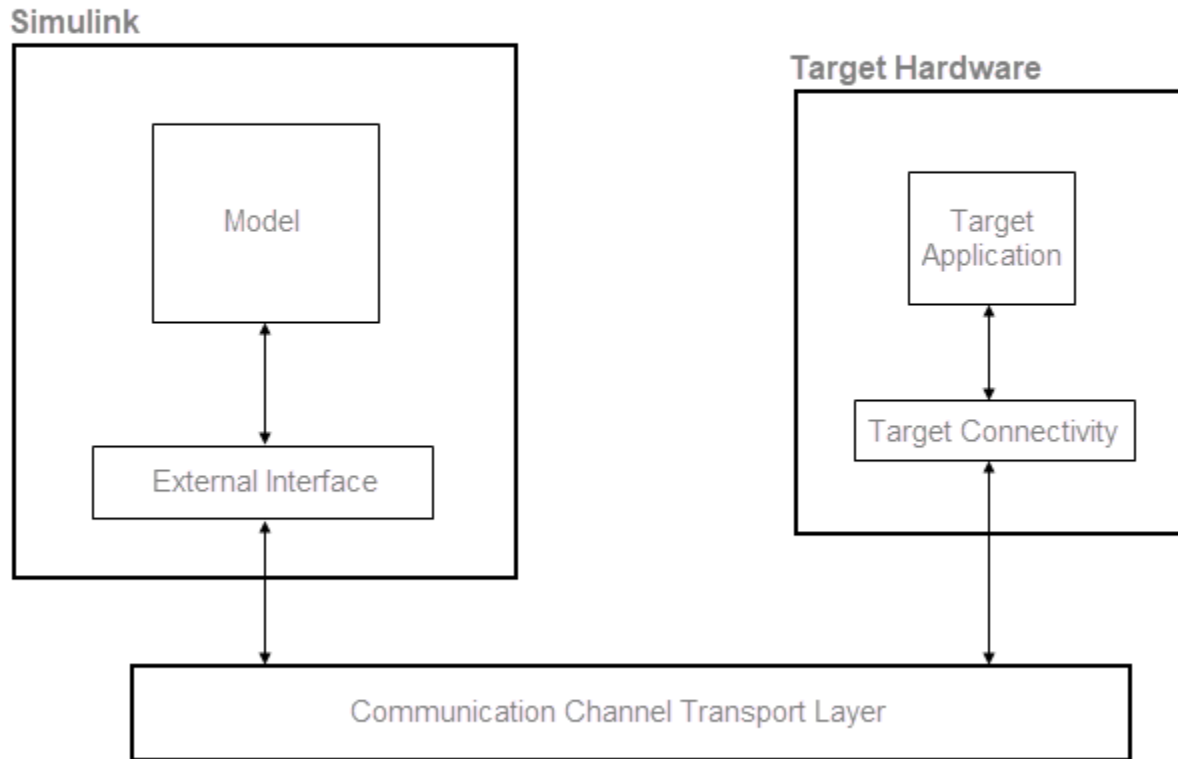 Simulink
Target Hardware
Model
Target
Application
External Interface
Target Connectivity
Communication Channel Transport Layer